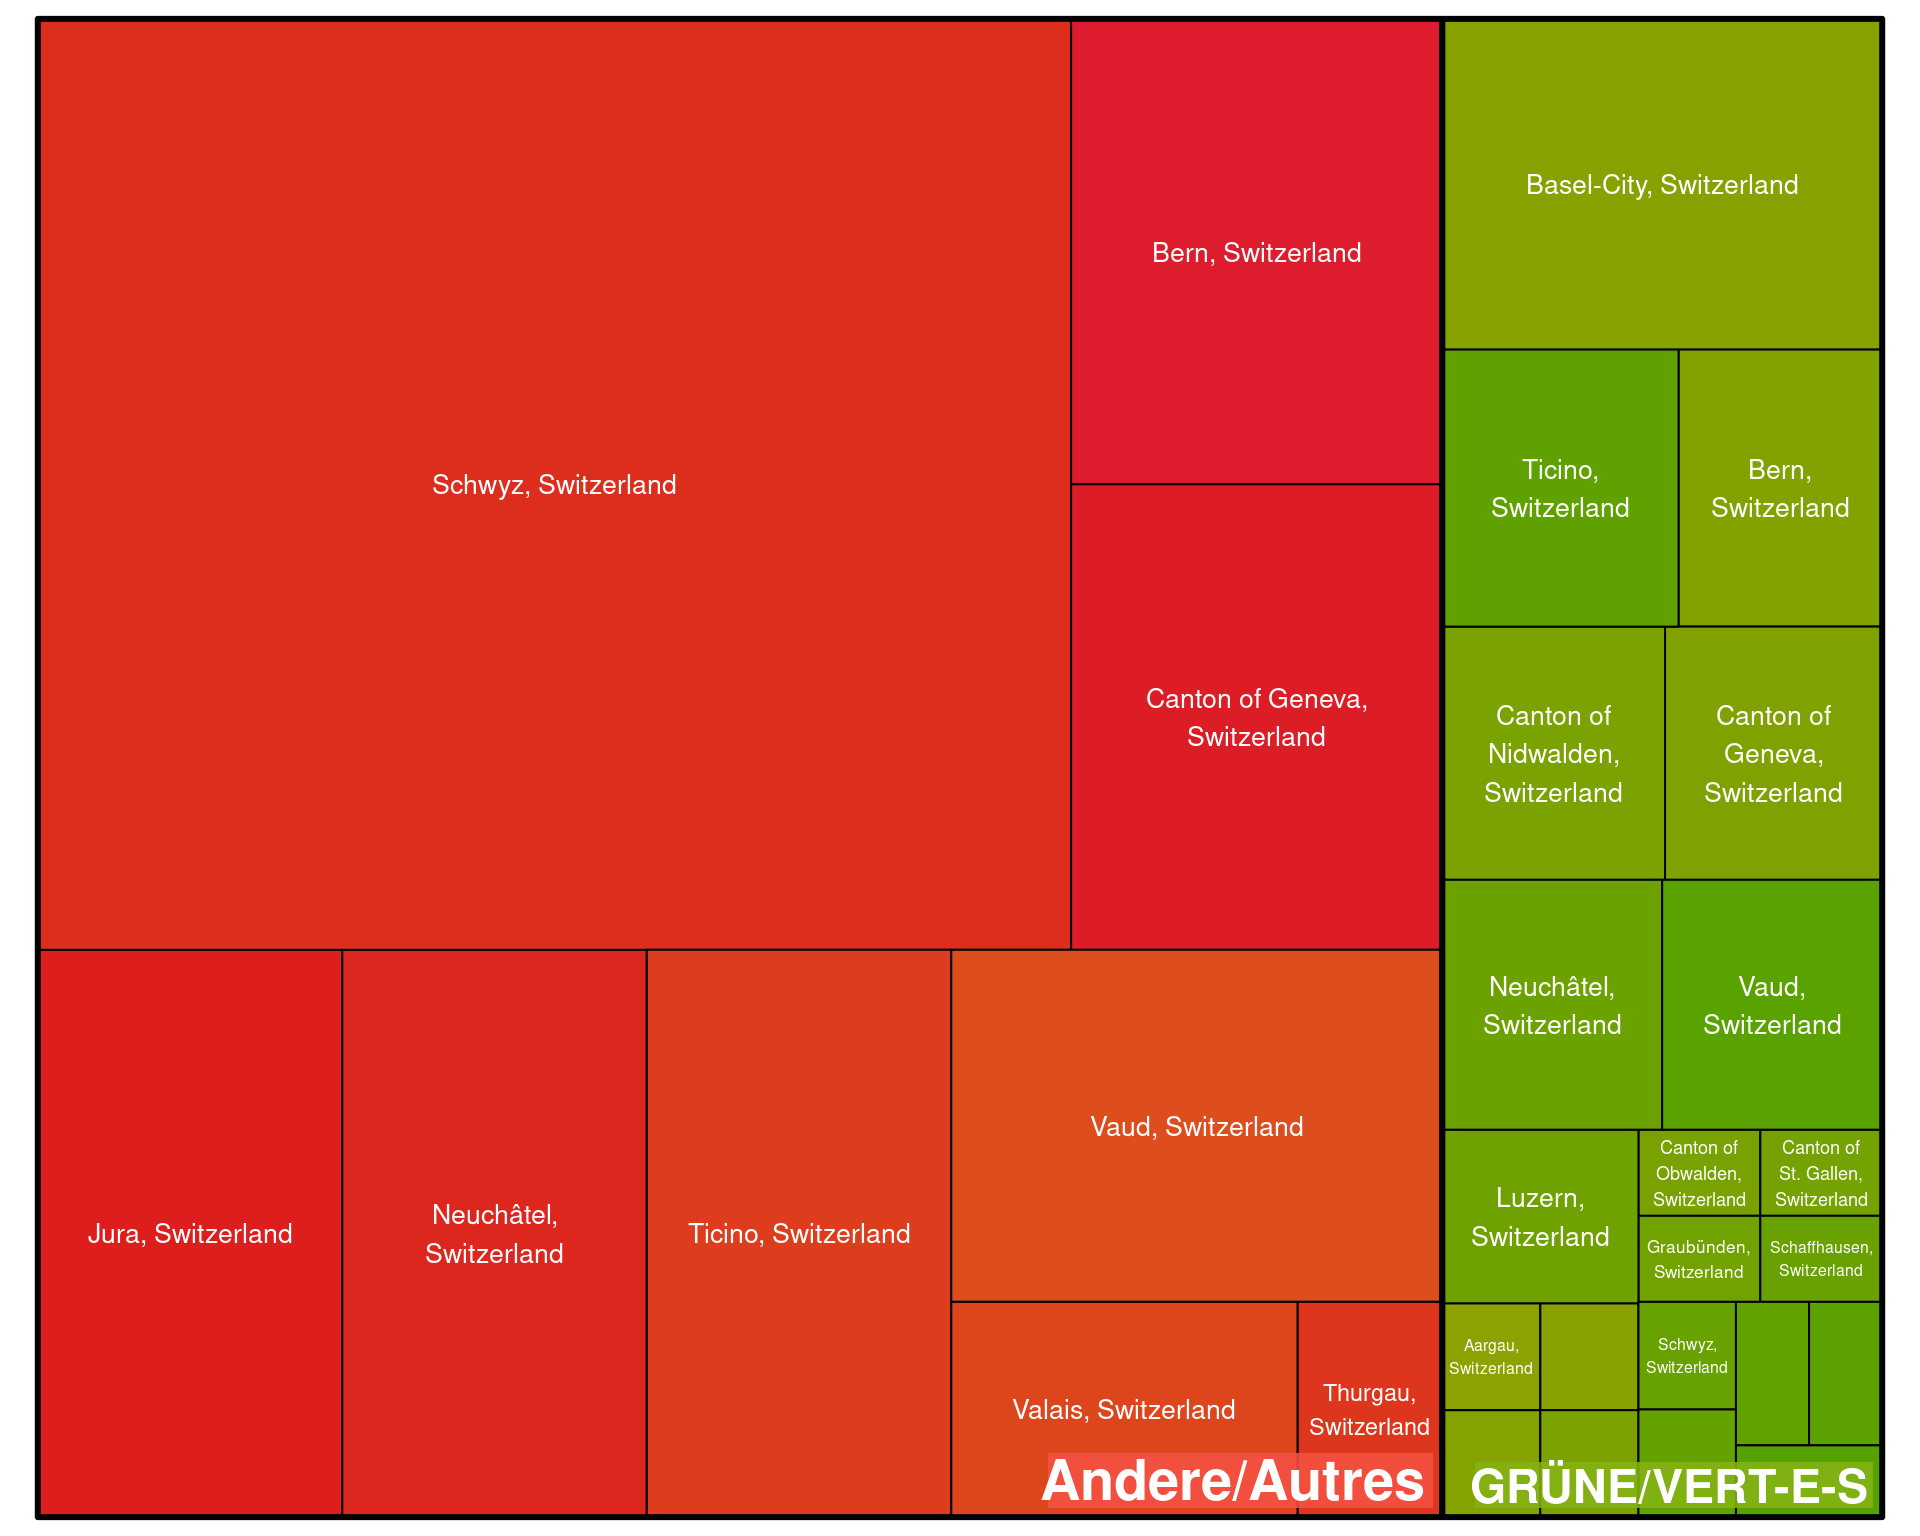 Schwyz, Switzerland
Bern, Switzerland
Canton of Geneva,
Switzerland
Jura, Switzerland
Neuchâtel,
Switzerland
Ticino, Switzerland
Vaud, Switzerland
Valais, Switzerland
Thurgau,
Switzerland
Andere/Autres
Basel-City, Switzerland
Ticino,
Switzerland
Bern,
Switzerland
Canton of
Nidwalden,
Switzerland
Canton of
Geneva,
Switzerland
Neuchâtel,
Switzerland
Vaud,
Switzerland
Luzern,
Switzerland
Canton of
Obwalden,
Switzerland
Canton of
St. Gallen,
Switzerland
Graubünden,
Switzerland
Schaffhausen,
Switzerland
Aargau,
Switzerland
Schwyz,
Switzerland
GRÜNE/VERT-E-S